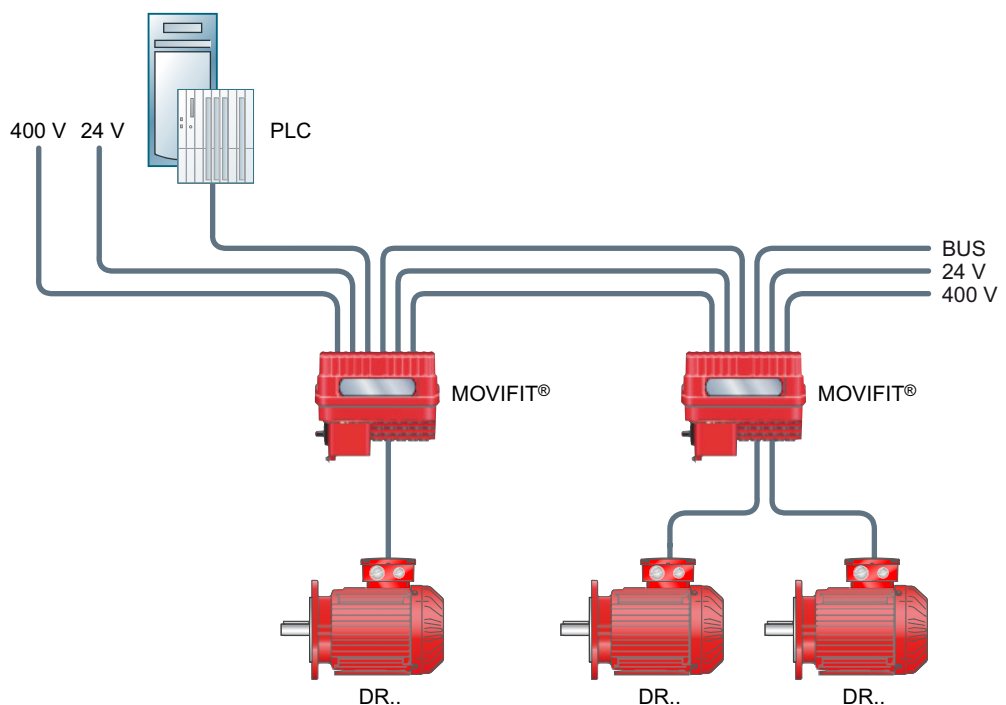 400 V 24 V
PLC
BUS
24 V
400 V
MOVIFIT®
MOVIFIT®
DR..
DR..
DR..